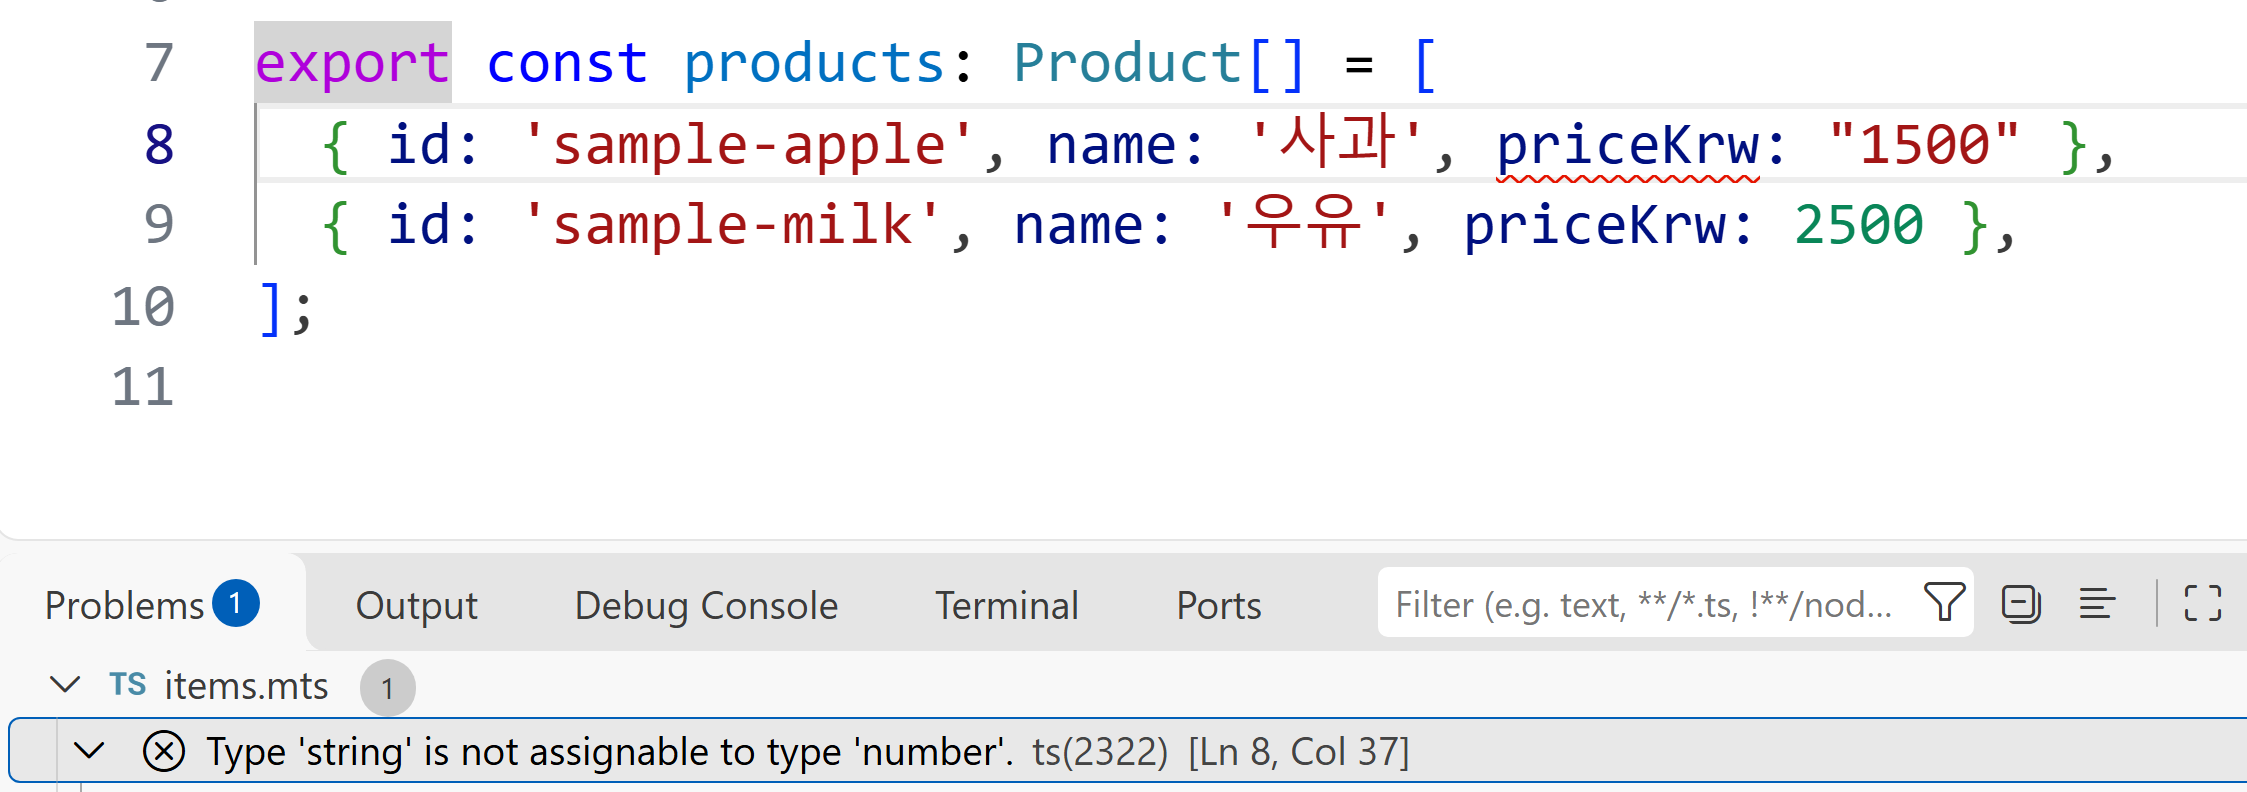 7 export const products: Product[] = [
8 { id: 'sample-apple', name: '사과', priceKrw: "1500" },
9 { id: 'sample-milk', name: '우유', priceKrw: 2500 },
10 ];
11
Problems 1 Output Debug Console Terminal Ports Filter (e.g. text, **/*.ts, !**/nod...
TS items.mts 1
Type 'string' is not assignable to type 'number'. ts(2322) [Ln 8, Col 37]